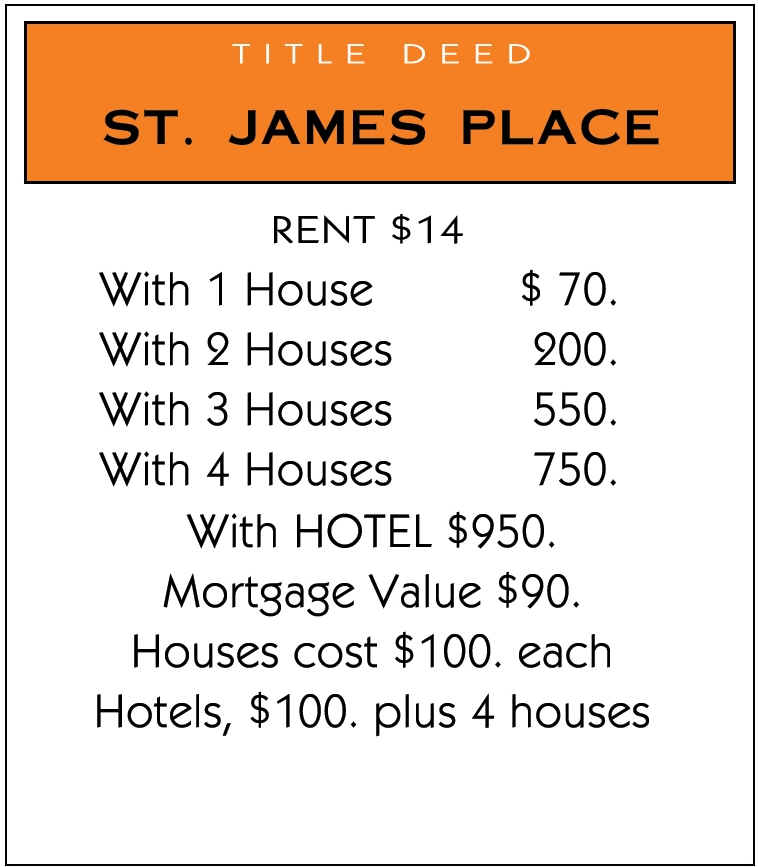 TITLE DEED
ST. JAMES PLACE
RENT $14
With 1 House $ 70.
With 2 Houses 200.
With 3 Houses 550.
With 4 Houses 750.
With HOTEL $950.
Mortgage Value $90.
Houses cost $100. each
Hotels, $100. plus 4 houses